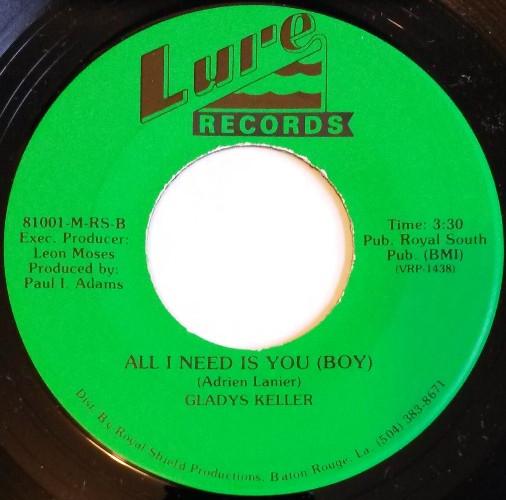 Lure
RECORDS
81001-M-RS-B
Exec. Producer:
Leon Moses
Produced by:
Paul I. Adams
Time: 3:30
Pub. Royal South
Pub. (BMI)
(VRP-1438)
ALL I NEED IS YOU (BOY)
(Adrien Lanier)
GLADYS KELLER
Dist. By Royal Shield Productions, Baton Rouge, La. (504) 383-8671